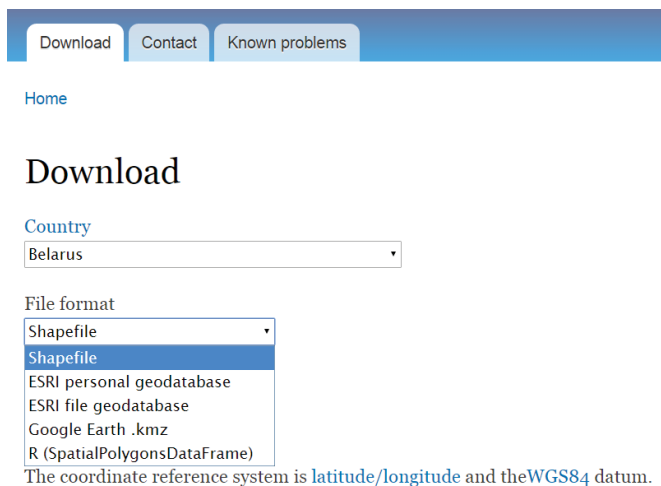 Download Contact Known problems
Home
Download
Country
Belarus
File format
Shapefile
Shapefile
ESRI personal geodatabase
ESRI file geodatabase
Google Earth .kmz
R (SpatialPolygonsDataFrame)
The coordinate reference system is latitude/longitude and theWGS84 datum.